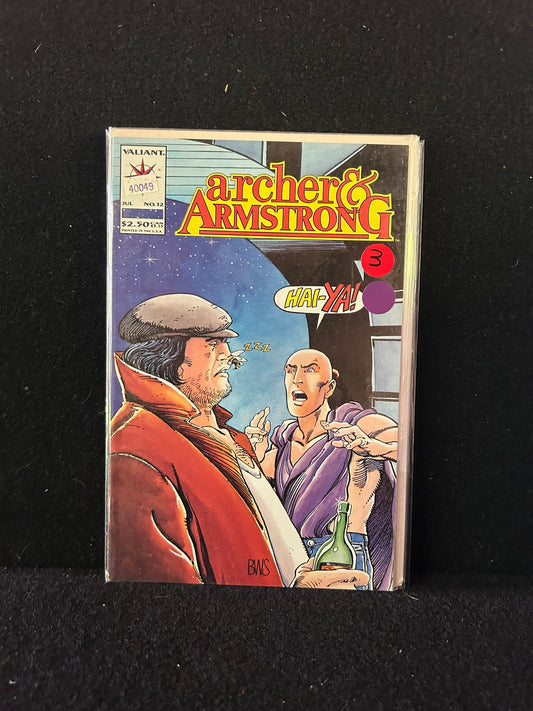 VALIANT.
40049
JUL NO.12
$2.50
PRINTED IN THE U.S.A.
archer &
ARMSTRONG
3
HAI-YA!
ZZZ
BWS